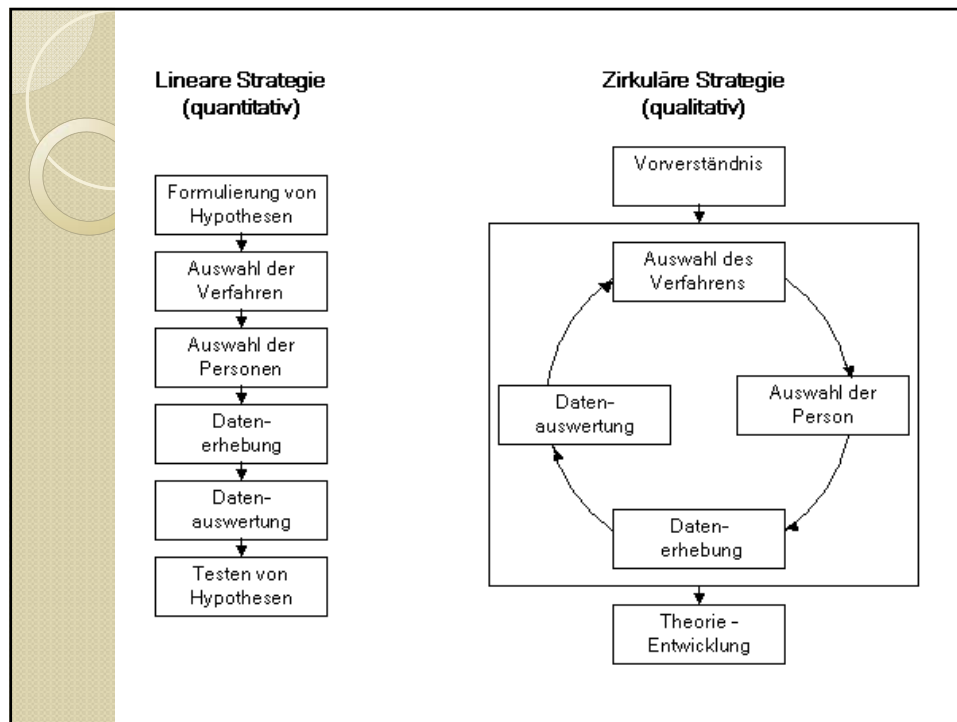 Lineare Strategie
(quantitativ)
Formulierung von
Hypothesen
Auswahl der
Verfahren
Auswahl der
Personen
Daten-
erhebung
Daten-
auswertung
Testen von
Hypothesen
Zirkuläre Strategie
(qualitativ)
Vorverständnis
Auswahl des
Verfahrens
Auswahl der
Person
Daten-
erhebung
Daten-
auswertung
Theorie -
Entwicklung